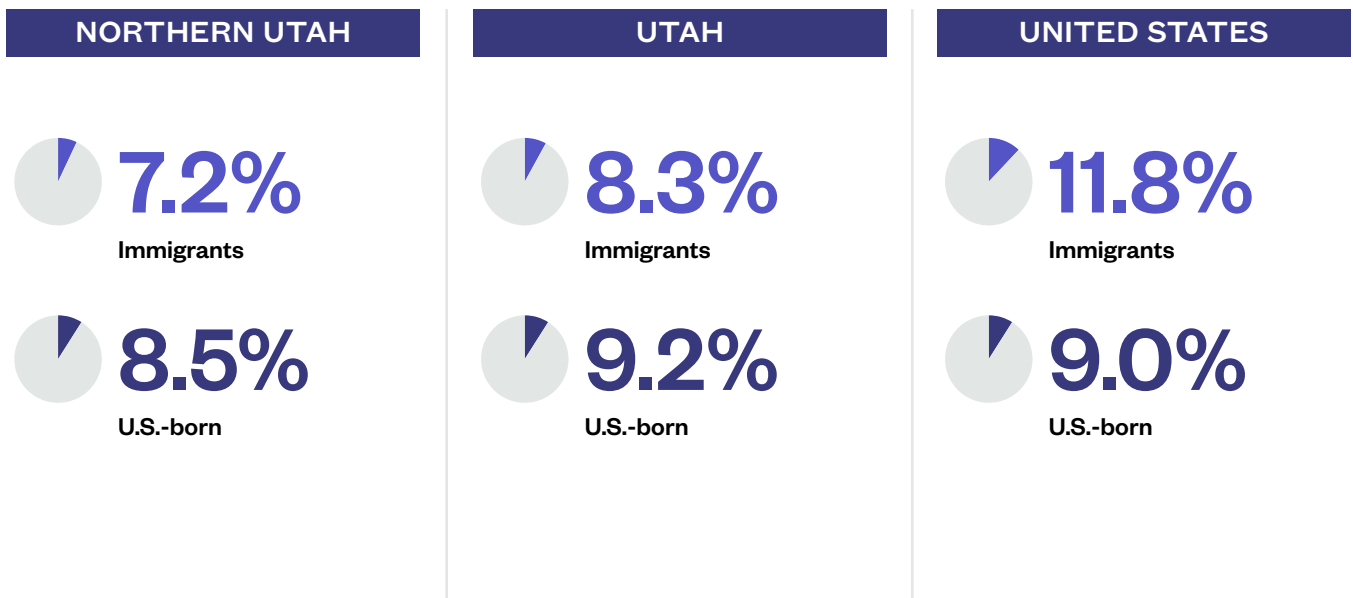 NORTHERN UTAH
7.2%
Immigrants
8.5%
U.S.-born
UTAH
8.3%
Immigrants
9.2%
U.S.-born
UNITED STATES
11.8%
Immigrants
9.0%
U.S.-born